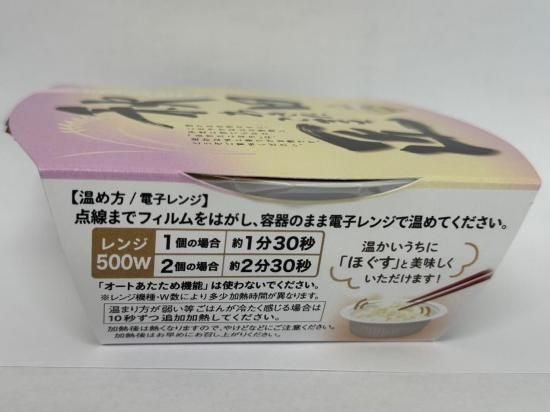 【温め方/電子レンジ】
点線までフィルムをはがし、容器のまま電子レンジで温めてください。
レンジ
500W
1個の場合 約1分30秒
2個の場合 約2分30秒
「オートあたため機能」は使わないでください。
※レンジ機種・W数により多少加熱時間が異なります。
温まり方が弱い等ごはんが冷たく感じる場合は
10秒ずつ追加加熱してください。
加熱後は熱くなりますので、やけどなどにご注意ください。
加熱後はお早めにお召し上がりください。
温かいうちに
「ほぐす」と美味しく
いただけます!